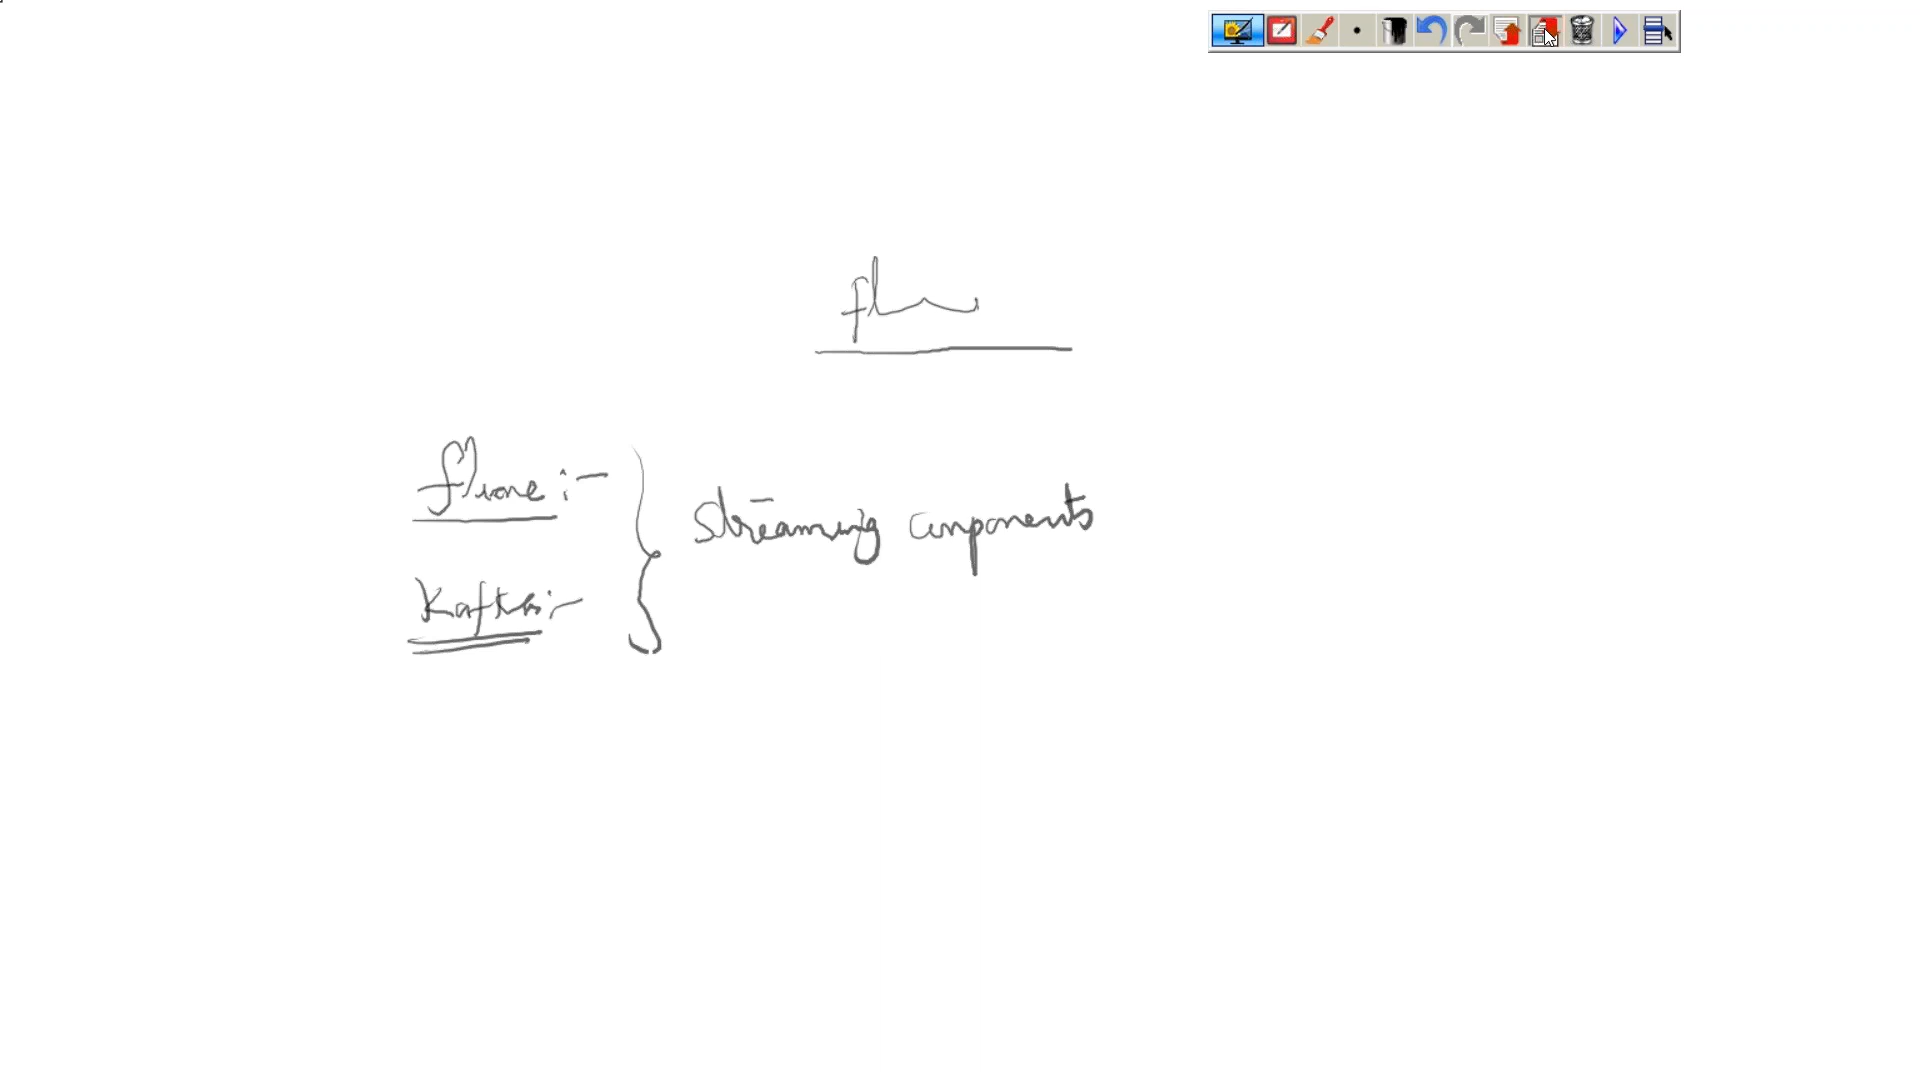 flume :-
Streaming components
Kafka :-